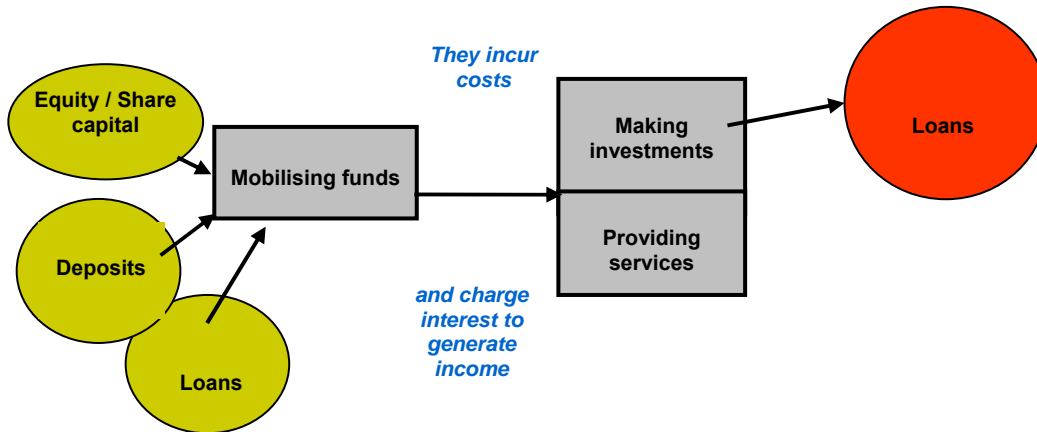 Equity / Share
capital
Deposits
Loans
Mobilising funds
They incur
costs
and charge
interest to
generate
income
Making
investments
Providing
services
Loans